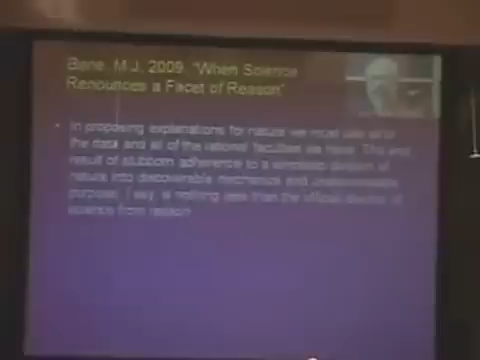 Bene, M.J. 2009. "When Science
Renounces a Facet of Reason"
• In proposing explanations for nature we must use all of
the data and all of the rational faculties we have. The end
result of stubborn adherence to a simplistic division of
nature into discoverable mechanics and
purpose, I say, is nothing less than the official divorce of
science from reason